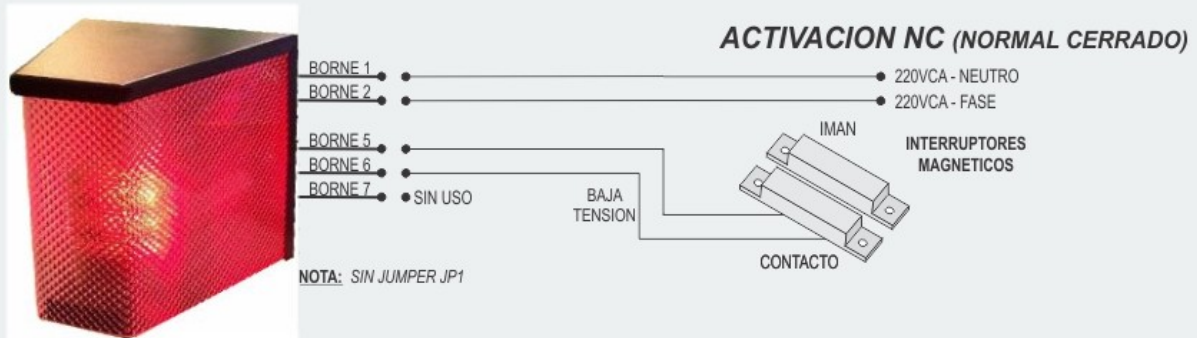 ACTIVACION NC (NORMAL CERRADO)
BORNE 1
220VCA - NEUTRO
BORNE 2
220VCA - FASE
IMAN
INTERRUPTORES
MAGNETICOS
BORNE 5
BORNE 6
BORNE 7
SIN USO
BAJA
TENSION
CONTACTO
NOTA: SIN JUMPER JP1